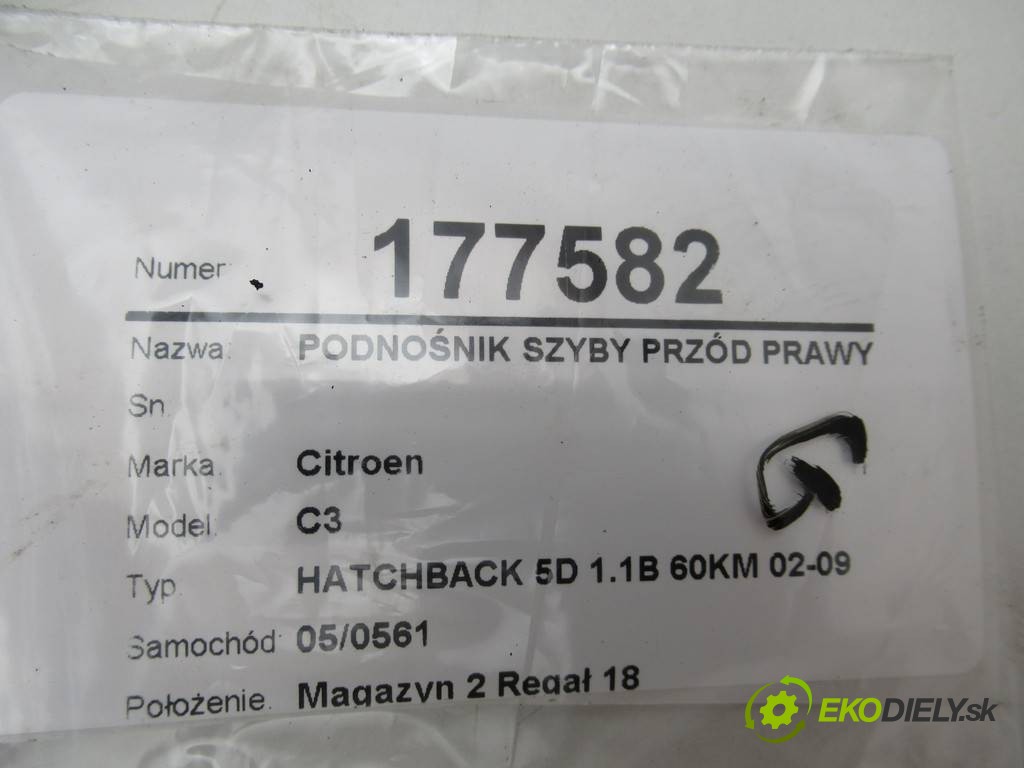 Numer: 177582
Nazwa: PODNOŚNIK SZYBY PRZÓD PRAWY
Sn.
Marka: Citroen
Model: C3
Typ: HATCHBACK 5D 1.1B 60KM 02-09
Samochód: 05/0561
Położenie: Magazyn 2 Regał 18
EKODIELY.sk